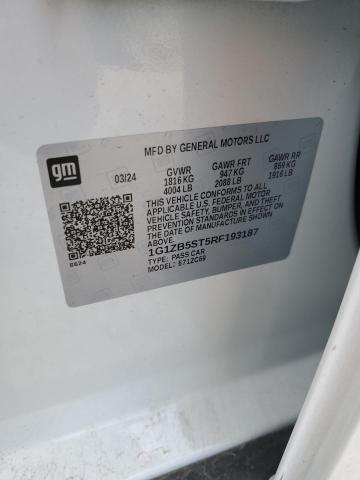 gm
MFD BY GENERAL MOTORS LLC
03/24 GVWR GAWR FRT GAWR RR
1816 KG 947 KG 869 KG
4004 LB 2088 LB 1916 LB
THIS VEHICLE CONFORMS TO ALL
APPLICABLE U.S. FEDERAL MOTOR
VEHICLE SAFETY, BUMPER, AND THEFT
PREVENTION STANDARDS IN EFFECT
ON THE DATE OF MANUFACTURE
SHOWN ABOVE.
1G1ZB5ST5RF193187
TYPE: PASS CAR
MODEL: 671ZC69
8624